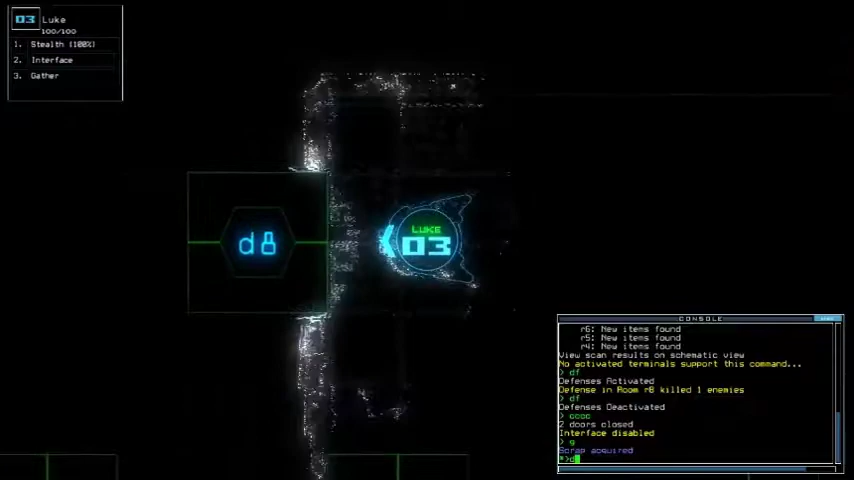 03 Luke
100/100
1. Stealth (100%)
2. Interface
3. Gather
d8
Luke
03
CONSOLE
r6: New items found
r5: New items found
r4: New items found
View scan results on schematic view
No activated terminals support this command...
> df
Defenses Activated
Defense in Room r6 killed 1 enemies
> df
Defenses Deactivated
> cccc
2 doors closed
Interface disabled
> g
Scrap acquired
>d